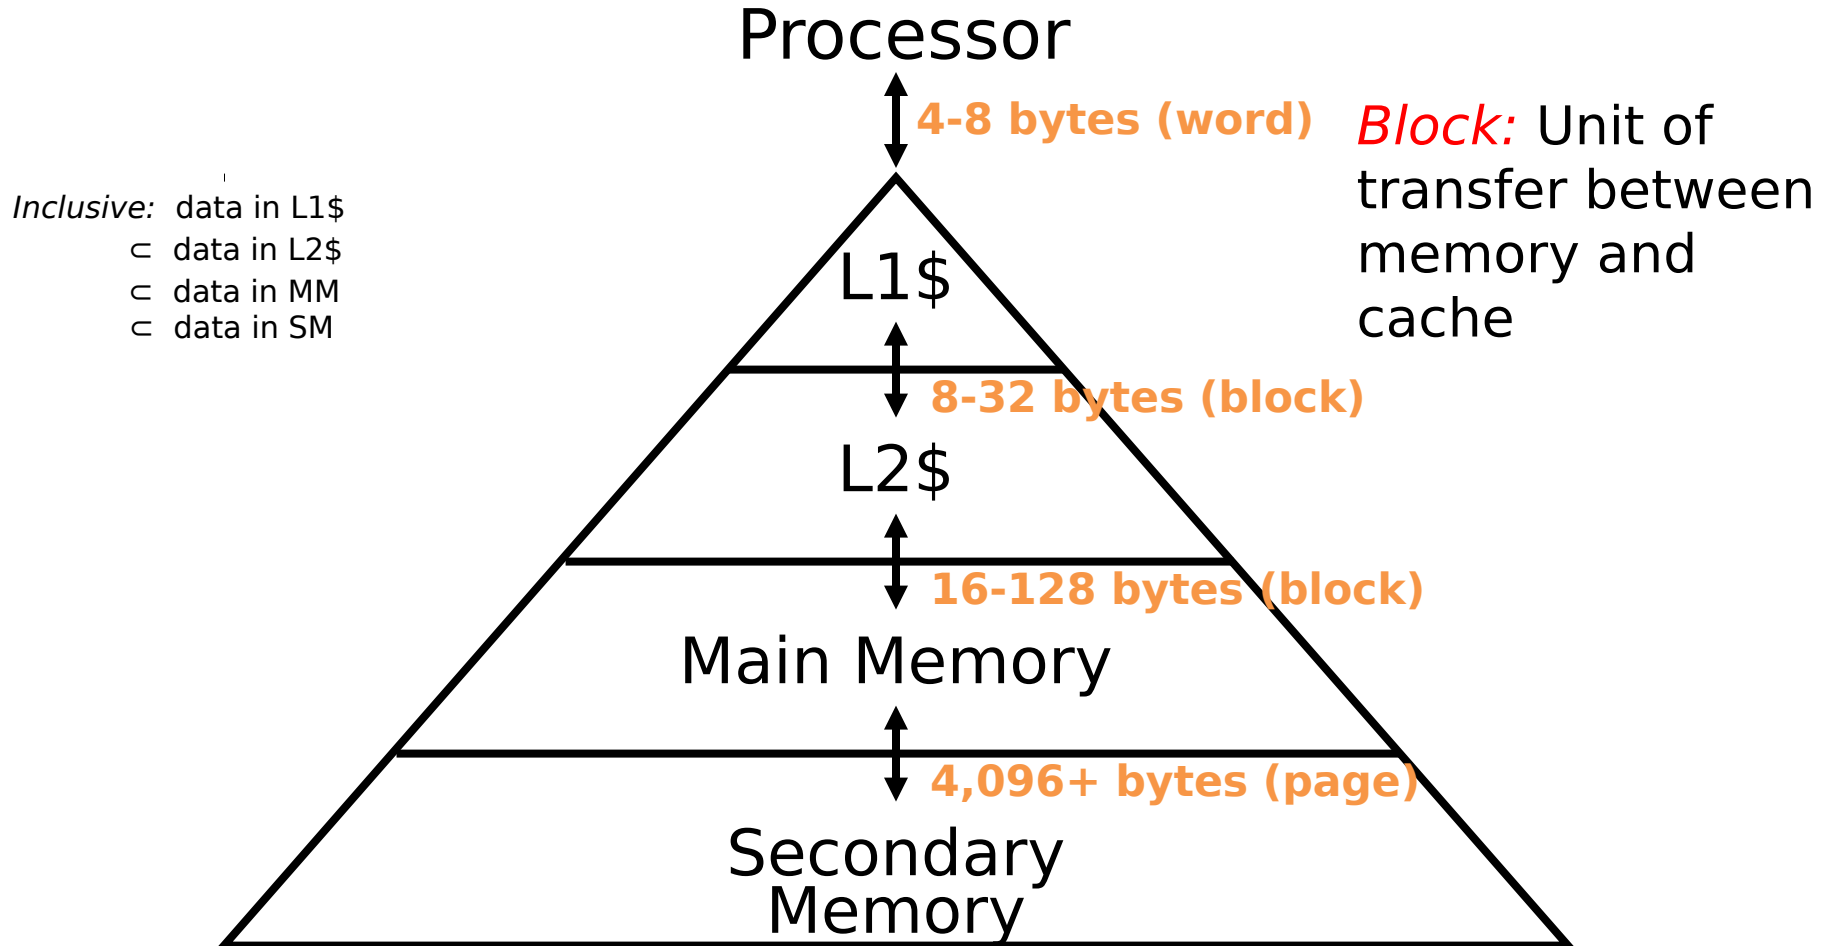 Processor
4-8 bytes (word)
Block: Unit of
transfer between
memory and
cache
Inclusive: data in L1$
⊂ data in L2$
⊂ data in MM
⊂ data in SM
L1$
8-32 bytes (block)
L2$
16-128 bytes (block)
Main Memory
4,096+ bytes (page)
Secondary
Memory